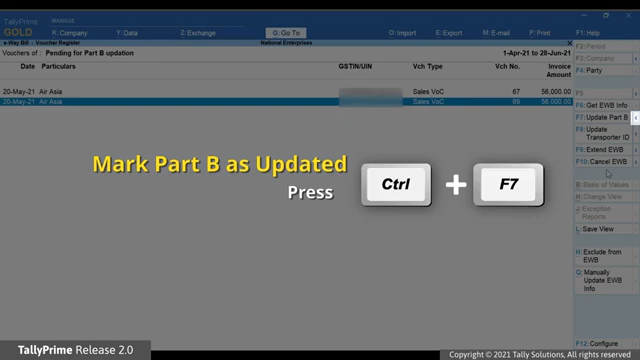 TallyPrime
GOLD
MANAGE
K: Company
Y: Data
Z: Exchange
G: Go To
O: Import
E: Export
M: E-mail
P: Print
F1: Help
e-Way Bill - Voucher Register
National Enterprises
Vouchers of : Pending for Part B updation
1-Apr-21 to 28-Jun-21
Date Particulars GSTIN/UIN Vch Type Vch No. Invoice
Amount
20-May-21 Air Asia Sales VoC 67 56,000.00
20-May-21 Air Asia Sales VoC 69 56,000.00
Mark Part B as Updated
Press
Ctrl + F7
F2: Period
F3: Company
F4: Party
F5:
F6: Get EWB Info
F7: Update Part B
F8: Update
Transporter ID
F9: Extend EWB
F10: Cancel EWB
B: Basis of Values
H: Change View
J: Exception
Reports
L: Save View
H: Exclude from
EWB
Q: Manually
Update EWB
Info
F12: Configure
TallyPrime Release 2.0
Copyright © 2021 Tally Solutions, All rights reserved